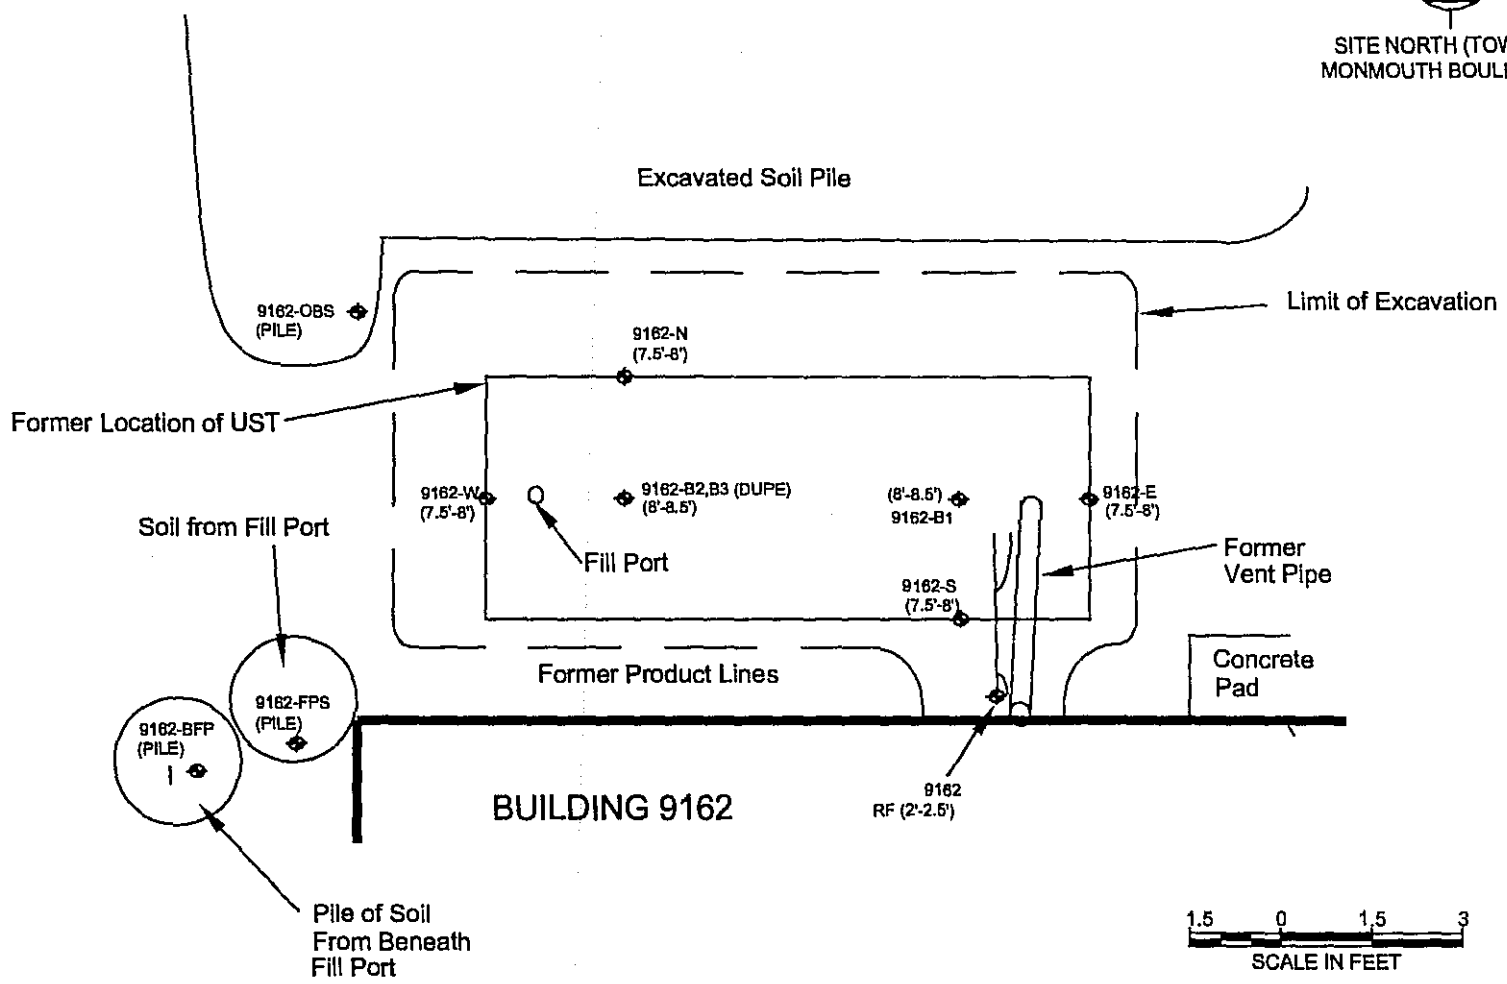 SITE NORTH (TOW
MONMOUTH BOUL
Excavated Soil Pile
9162-OBS
(PILE)
Limit of Excavation
9162-N
(7.5'-8')
Former Location of UST
9162-W
(7.5'-8')
9162-B2,B3 (DUPE)
(8'-8.5')
(8'-8.5')
9162-B1
9162-E
(7.5'-8')
Soil from Fill Port
Fill Port
Former
Vent Pipe
9162-S
(7.5'-8')
Former Product Lines
Concrete
Pad
9162-FPS
(PILE)
9162-BFP
(PILE)
9162
RF (2'-2.5')
BUILDING 9162
Pile of Soil
From Beneath
Fill Port
1.5 0 1.5 3
SCALE IN FEET